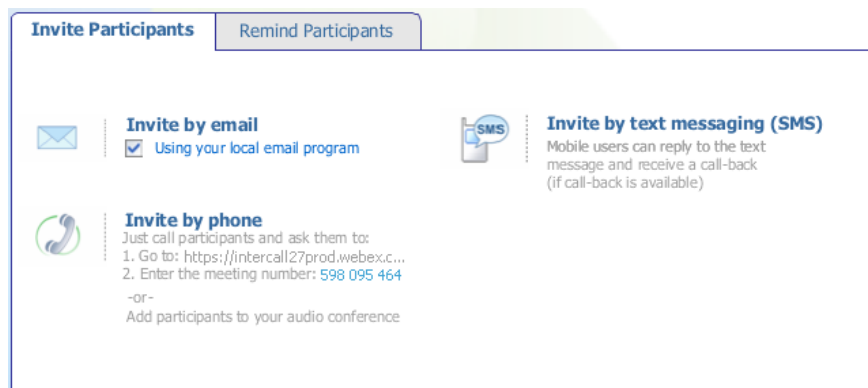 Invite Participants
Remind Participants
Invite by email
Using your local email program
SMS
Invite by text messaging (SMS)
Mobile users can reply to the text
message and receive a call-back
(if call-back is available)
Invite by phone
Just call participants and ask them to:
1. Go to: https://intercall27prod.webex.c...
2. Enter the meeting number: 598 095 464
-or-
Add participants to your audio conference